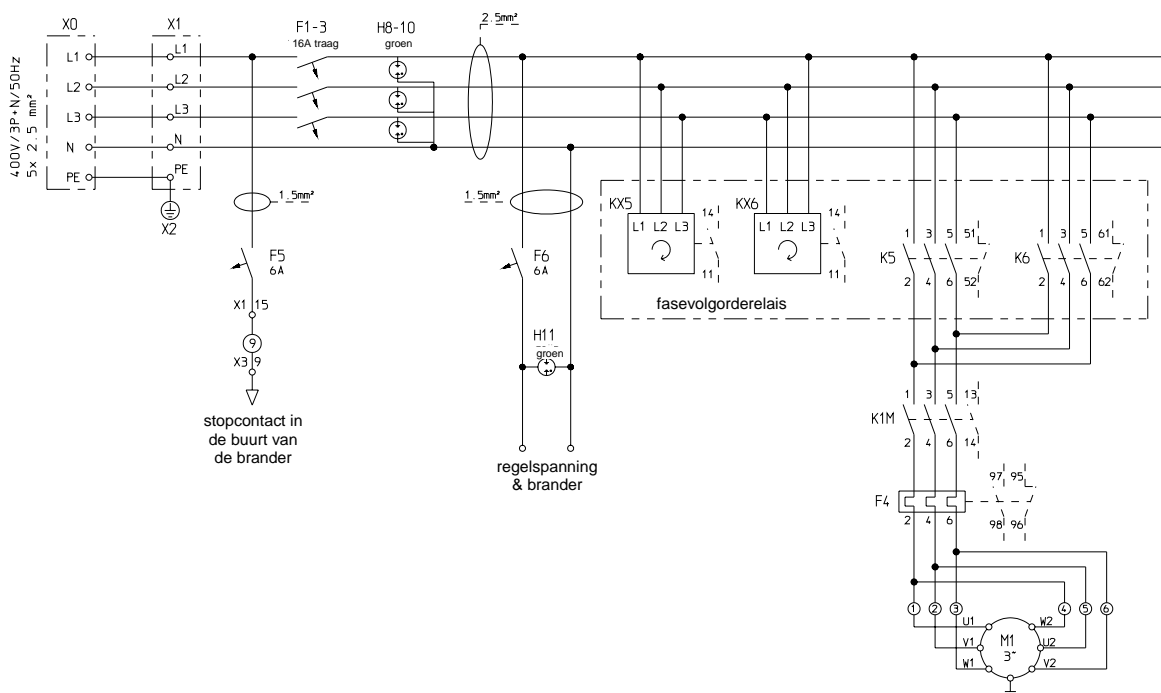 X0
X1
F1-3
16A traag
H8-10
groen
2.5mm²
400V/3P+N/50Hz
5x 2.5 mm²
L1
L1
L2
L2
L3
L3
N
N
PE
PE
X2
1.5mm²
1.5mm²
F5
6A
X1 15
9
X3 9
stopcontact in
de buurt van
de brander
F6
6A
H11
groen
regelspanning
& brander
KX5
L1 L2 L3
14
11
KX6
L1 L2 L3
14
11
fasevolgorderelais
K5
1 3 5 51
2 4 6 52
K6
1 3 5 61
2 4 6 62
K1M
1 3 5 13
2 4 6 14
F4
97 95
2 4 6
98 96
1 2 3 4 5 6
U1 W2
V1 U2
W1 V2
M1
3~